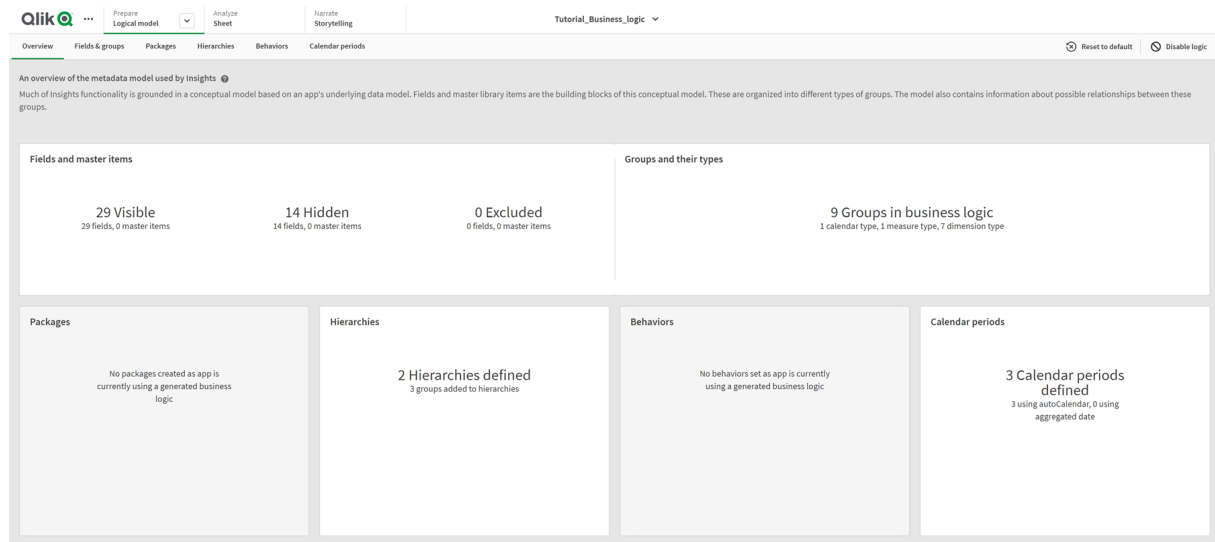 Qlik
Prepare
Logical model
Analyze
Sheet
Narrate
Storytelling
Tutorial_Business_logic
Overview
Fields & groups
Packages
Hierarchies
Behaviors
Calendar periods
Reset to default
Disable logic
An overview of the metadata model used by Insights
Much of Insights functionality is grounded in a conceptual model based on an app's underlying data model. Fields and master library items are the building blocks of this conceptual model. These are organized into different types of groups. The model also contains information about possible relationships between these
groups.
Fields and master items
29 Visible
29 fields, 0 master items
14 Hidden
14 fields, 0 master items
0 Excluded
0 fields, 0 master items
Groups and their types
9 Groups in business logic
1 calendar type, 1 measure type, 7 dimension type
Packages
No packages created as app is
currently using a generated business
logic
Hierarchies
2 Hierarchies defined
3 groups added to hierarchies
Behaviors
No behaviors set as app is currently
using a generated business logic
Calendar periods
3 Calendar periods
defined
3 using autoCalendar, 0 using
aggregated date